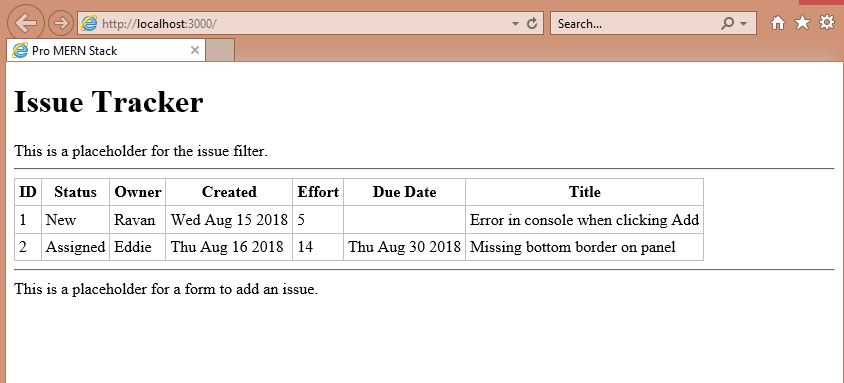 http://localhost:3000/
Search...
Pro MERN Stack
Issue Tracker
This is a placeholder for the issue filter.
ID Status Owner Created Effort Due Date Title
1 New Ravan Wed Aug 15 2018 5 Error in console when clicking Add
2 Assigned Eddie Thu Aug 16 2018 14 Thu Aug 30 2018 Missing bottom border on panel
This is a placeholder for a form to add an issue.